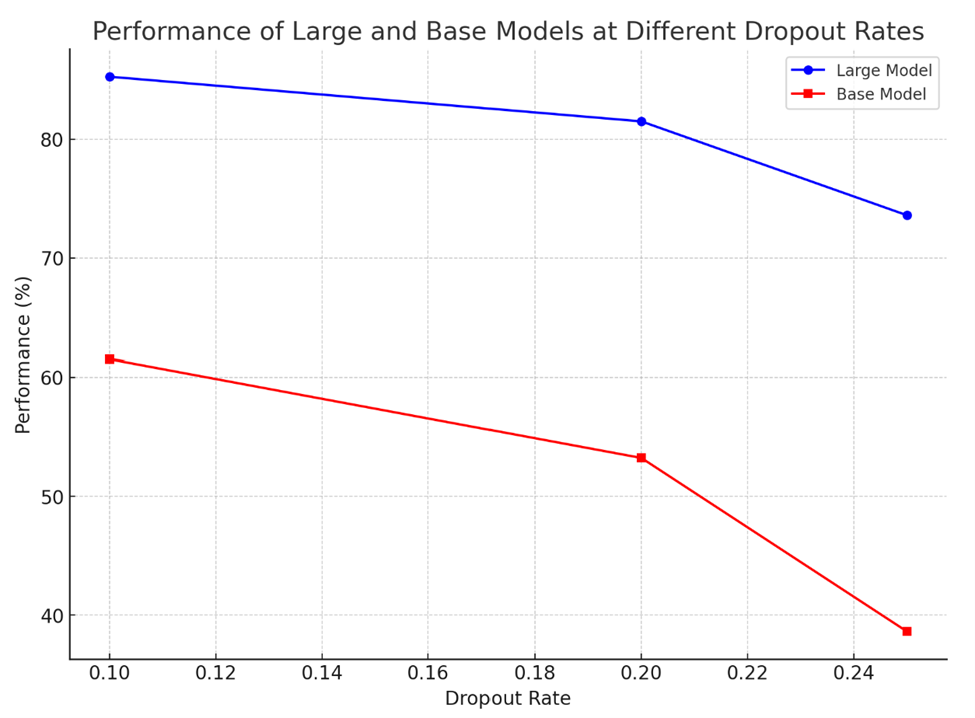 Performance of Large and Base Models at Different Dropout Rates
Large Model
Base Model
Performance (%)
80
70
60
50
40
0.10 0.12 0.14 0.16 0.18 0.20 0.22 0.24
Dropout Rate